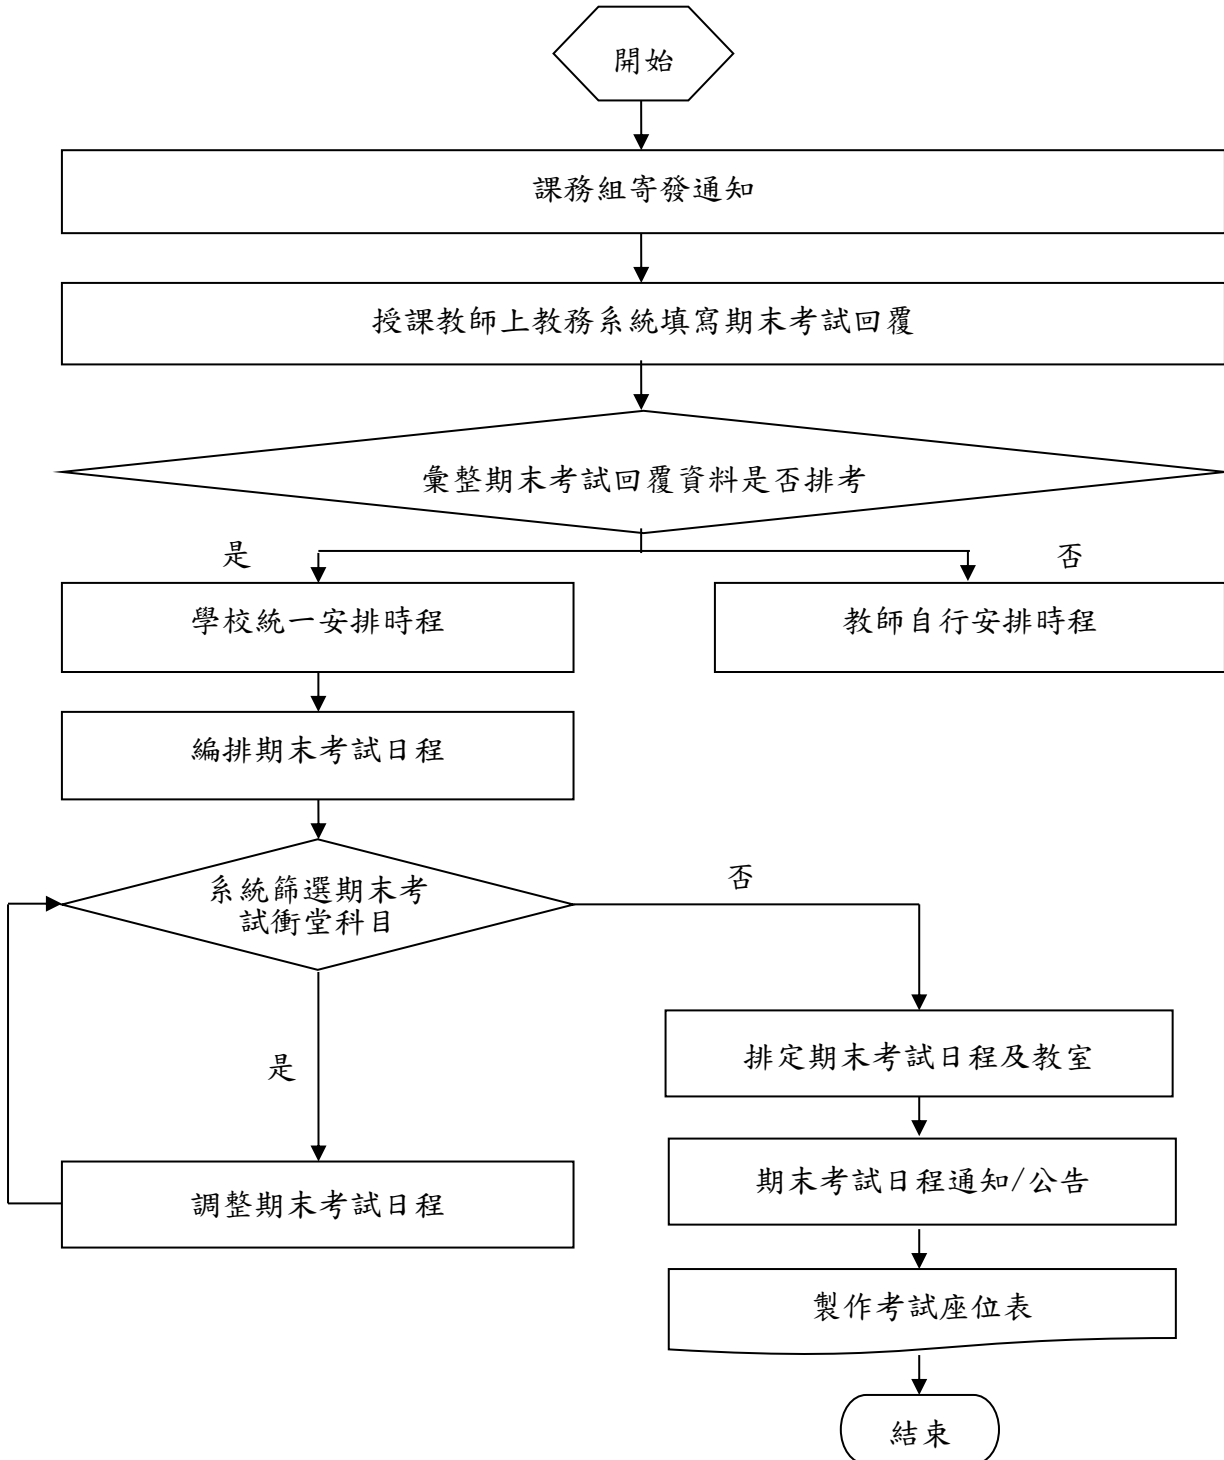 開始
課務組寄發通知
授課教師上教務系統填寫期末考試回覆
彙整期末考試回覆資料是否排考
是
否
學校統一安排時程
教師自行安排時程
編排期末考試日程
系統篩選期末考
試衝堂科目
否
是
排定期末考試日程及教室
期末考試日程通知/公告
調整期末考試日程
製作考試座位表
結束